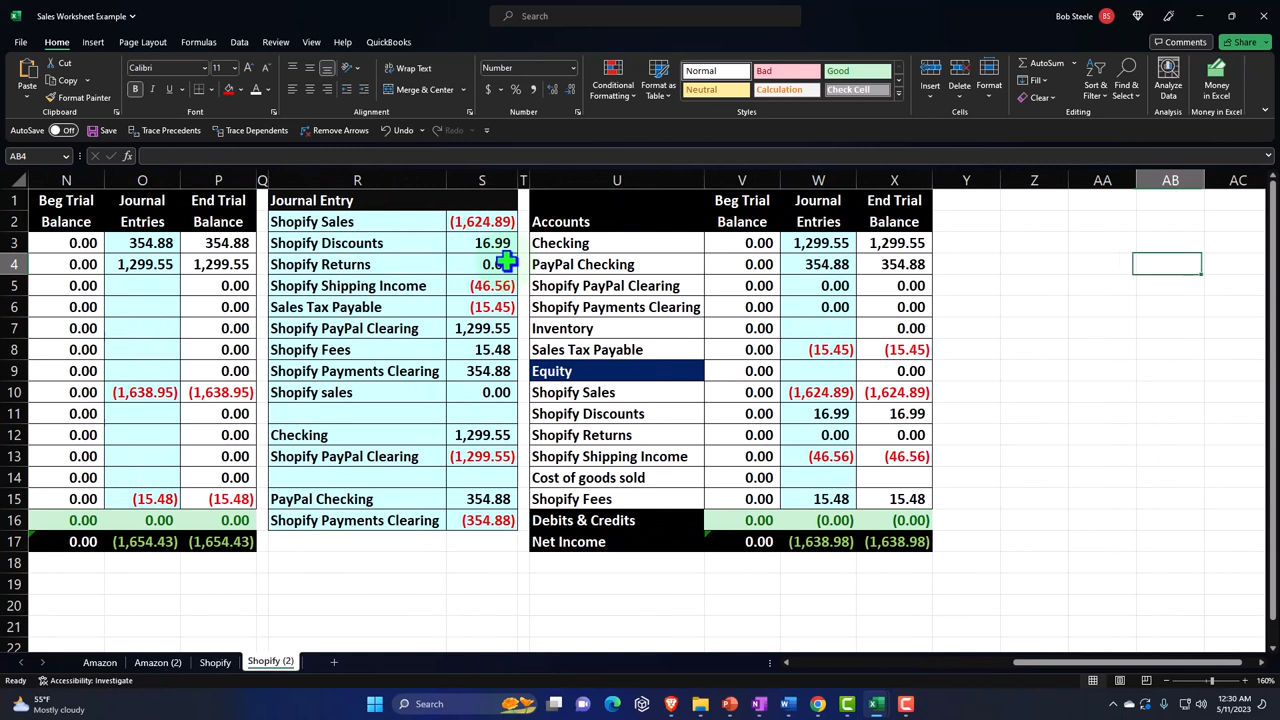 Sales Worksheet Example
Search
Bob Steele BS
File Home Insert Page Layout Formulas Data Review View Help QuickBooks
Comments Share
Paste Cut Copy Format Painter
Calibri 11
Wrap Text
Merge & Center
Number
Conditional Formatting Format as Table
Normal Bad Good
Neutral Calculation Check Cell
Insert Delete Format
AutoSum Fill Clear
Sort & Filter Find & Select
Analyze Data
Money in Excel
Clipboard Font Alignment Number Styles Cells Editing Analysis Money in Excel
AutoSave Off Save Trace Precedents Trace Dependents Remove Arrows Undo Redo
AB4 fx
N O P Q R S T U V W X Y Z AA AB AC
1 Beg Trial Journal End Trial Journal Entry Beg Trial Journal End Trial
2 Balance Entries Balance Shopify Sales (1,624.89) Accounts Balance Entries Balance
3 0.00 354.88 354.88 Shopify Discounts 16.99 Checking 0.00 1,299.55 1,299.55
4 0.00 1,299.55 1,299.55 Shopify Returns PayPal Checking 0.00 354.88 354.88
5 0.00 0.00 Shopify Shipping Income (46.56) Shopify PayPal Clearing 0.00 0.00 0.00
6 0.00 0.00 Sales Tax Payable (15.45) Shopify Payments Clearing 0.00 0.00 0.00
7 0.00 0.00 Shopify PayPal Clearing 1,299.55 Inventory 0.00 0.00
8 0.00 0.00 Shopify Fees 15.48 Sales Tax Payable 0.00 (15.45) (15.45)
9 0.00 0.00 Shopify Payments Clearing 354.88 Equity 0.00 0.00
10 0.00 (1,638.95) (1,638.95) Shopify sales 0.00 Shopify Sales 0.00 (1,624.89) (1,624.89)
11 0.00 0.00 Shopify Discounts 0.00 16.99 16.99
12 0.00 0.00 Checking 1,299.55 Shopify Returns 0.00 0.00 0.00
13 0.00 0.00 Shopify PayPal Clearing (1,299.55) Shopify Shipping Income 0.00 (46.56) (46.56)
14 0.00 0.00 Cost of goods sold 0.00 0.00
15 0.00 (15.48) (15.48) PayPal Checking 354.88 Shopify Fees 0.00 15.48 15.48
16 0.00 0.00 0.00 Shopify Payments Clearing (354.88) Debits & Credits 0.00 (0.00) (0.00)
17 0.00 (1,654.43) (1,654.43) Net Income 0.00 (1,638.98) (1,638.98)
18
19
20
21
22
Amazon Amazon (2) Shopify Shopify (2)
Ready Accessibility: Investigate 160%
55°F
Mostly cloudy
Search
12:30 AM
5/11/2023